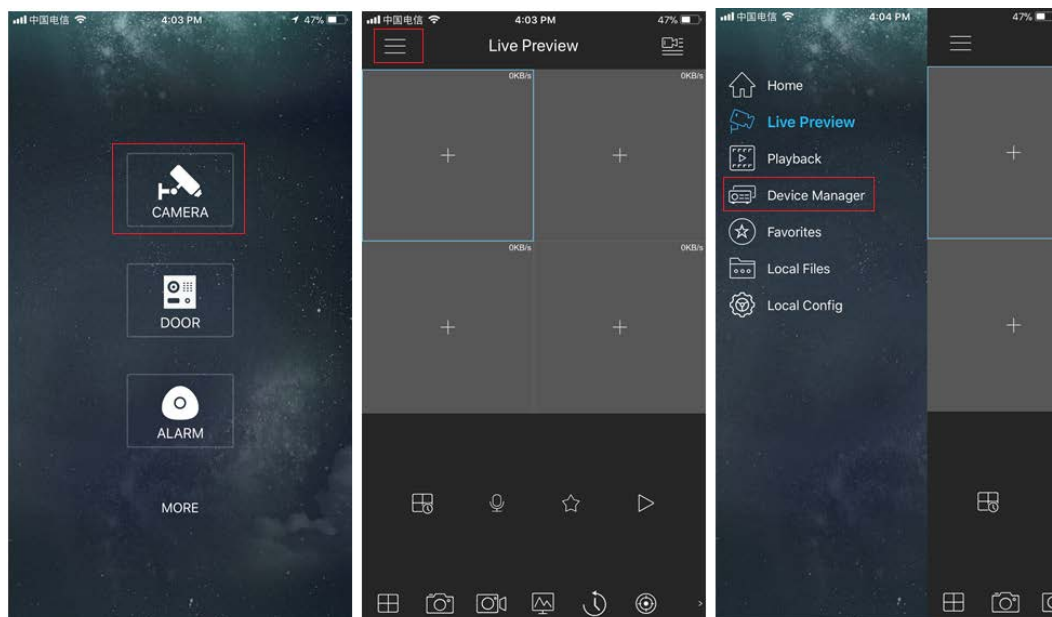 中国电信 4:03 PM 47%
CAMERA
DOOR
ALARM
MORE
中国电信 4:03 PM 47%
Live Preview
0KB/s 0KB/s
0KB/s 0KB/s
中国电信 4:04 PM 47%
Home
Live Preview
Playback
Device Manager
Favorites
Local Files
Local Config